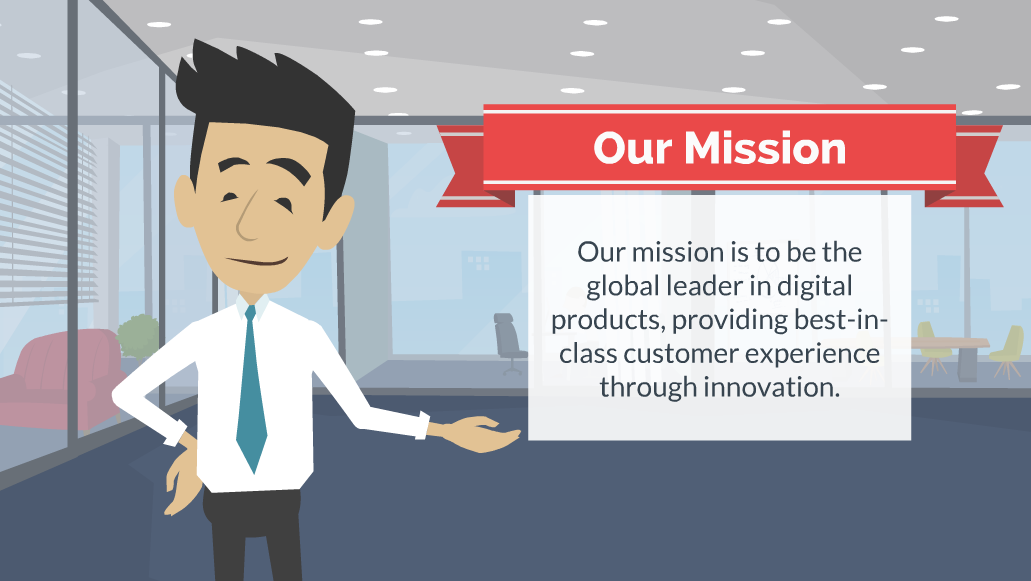 Our Mission
Our mission is to be the
global leader in digital
products, providing best-in-
class customer experience
through innovation.